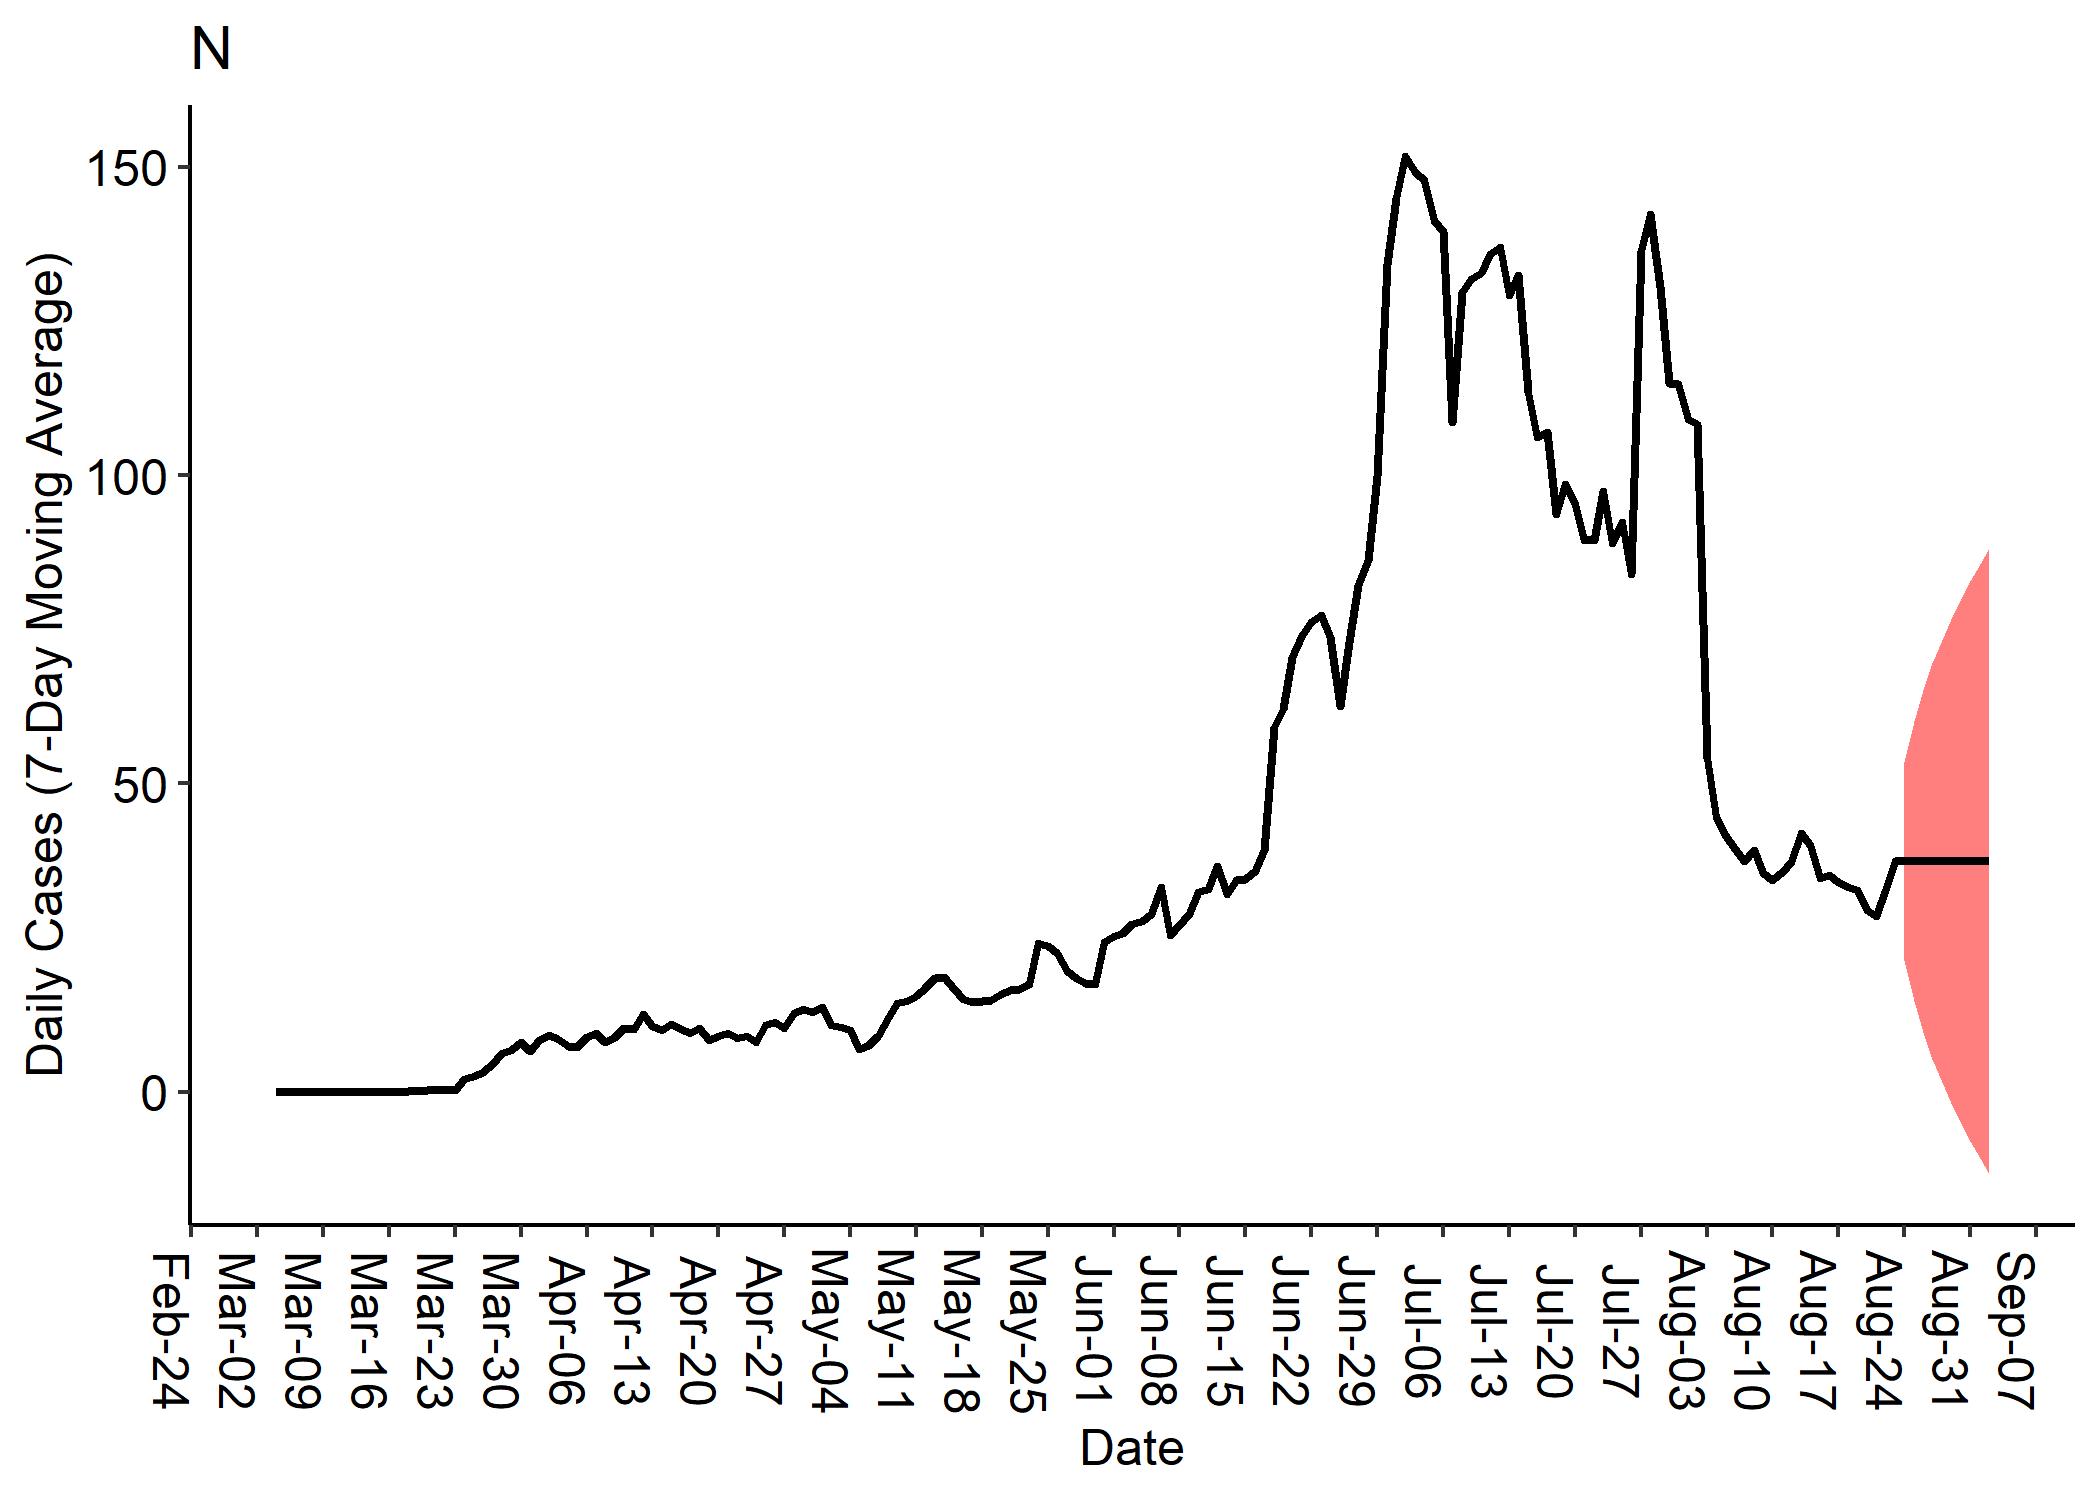 N
Daily Cases (7-Day Moving Average)
150
100
50
0
Feb-24
Mar-02
Mar-09
Mar-16
Mar-23
Mar-30
Apr-06
Apr-13
Apr-20
Apr-27
May-04
May-11
May-18
May-25
Jun-01
Jun-08
Jun-15
Jun-22
Jun-29
Jul-06
Jul-13
Jul-20
Jul-27
Aug-03
Aug-10
Aug-17
Aug-24
Aug-31
Sep-07
Date